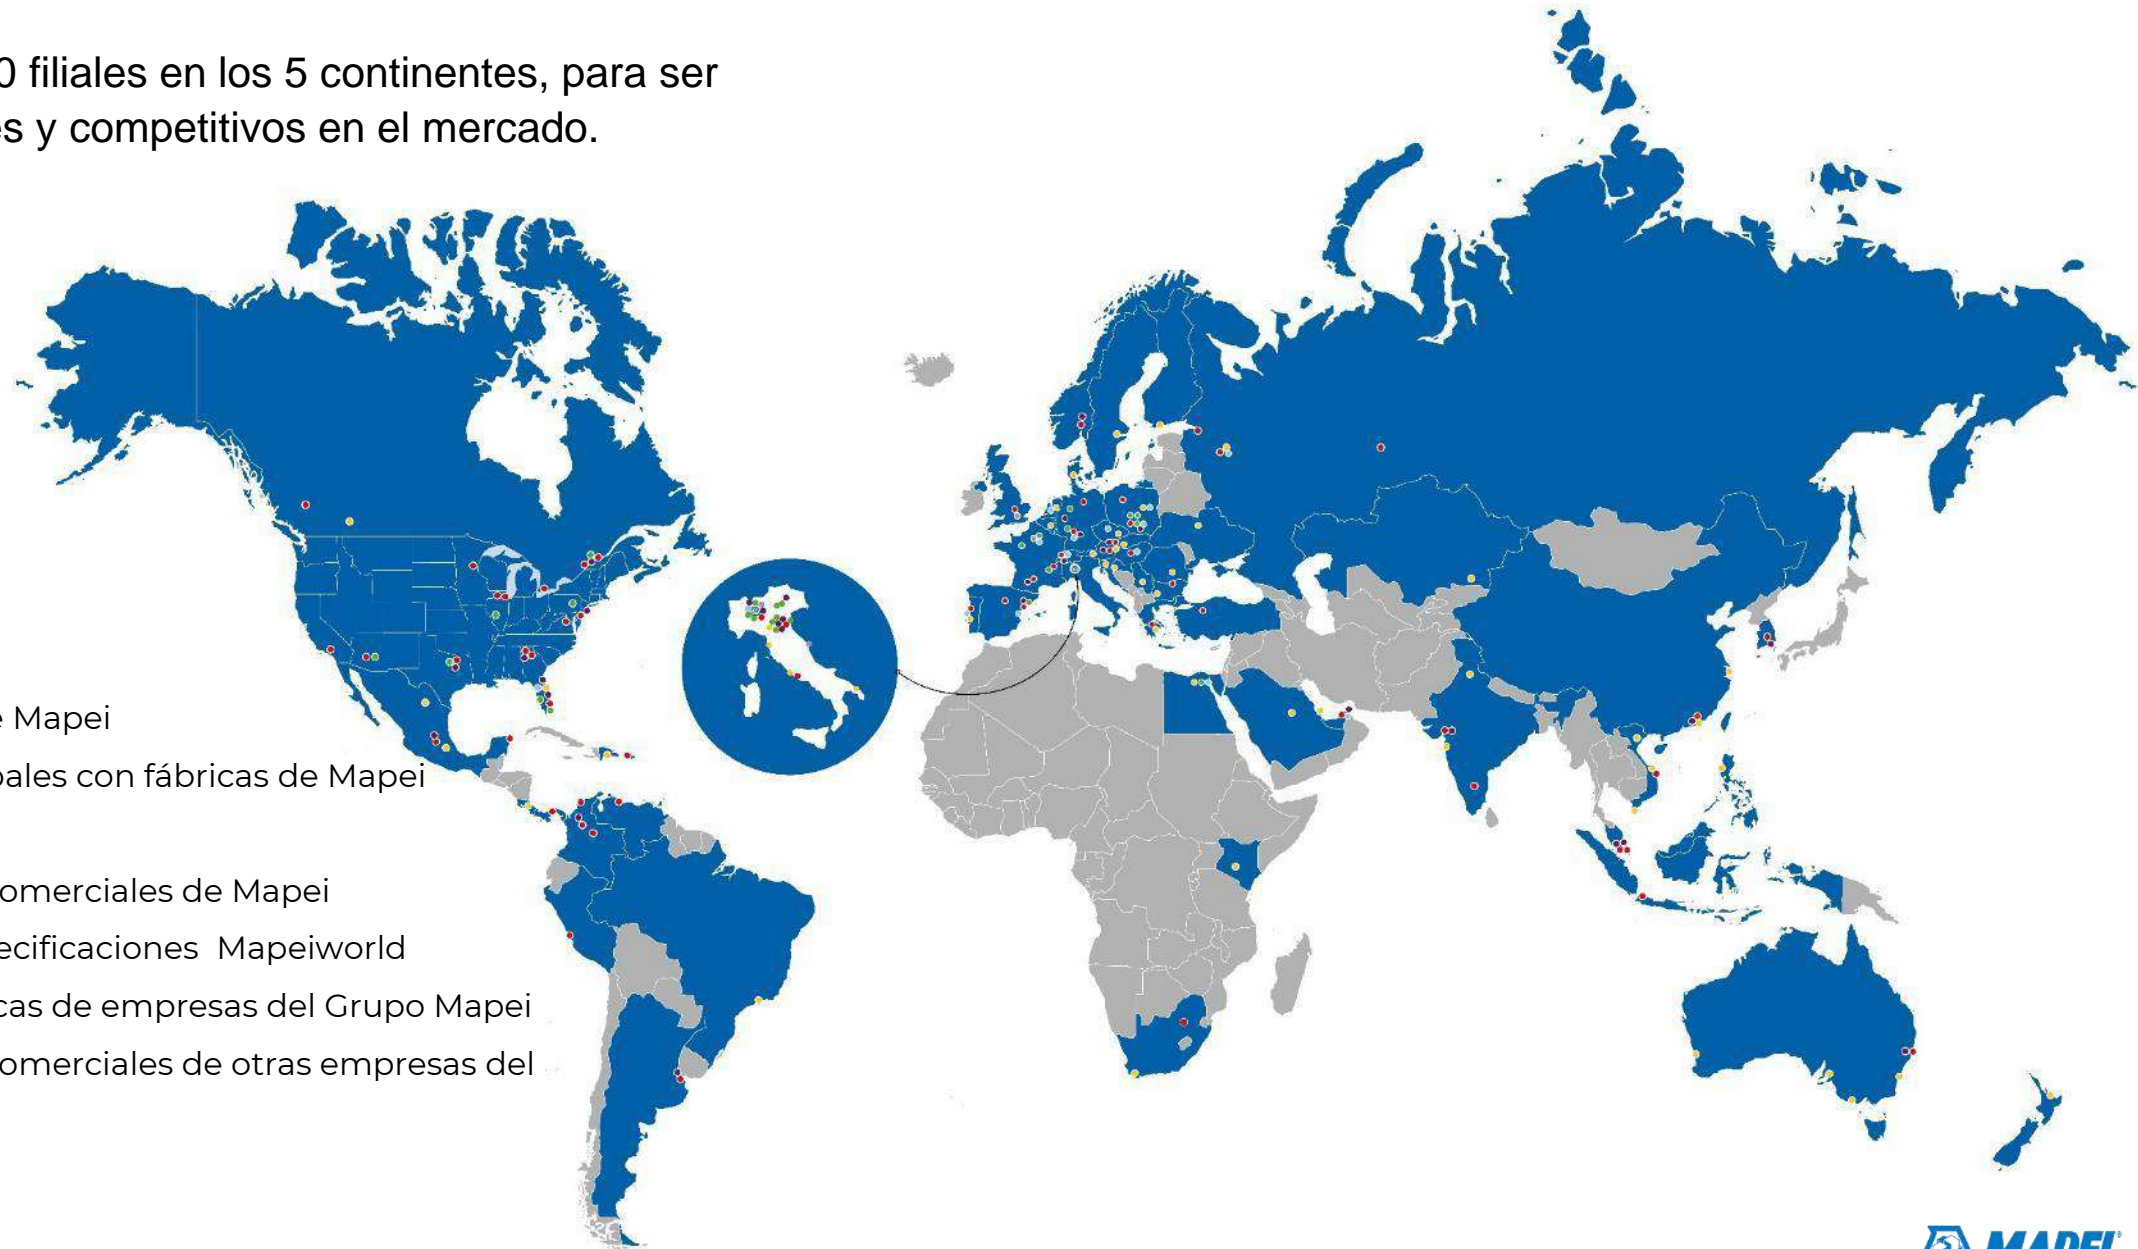 0 filiales en los 5 continentes, para ser
es y competitivos en el mercado.
e Mapei
pales con fábricas de Mapei
omerciales de Mapei
ecificaciones Mapeiworld
cas de empresas del Grupo Mapei
omerciales de otras empresas del
MAPEI